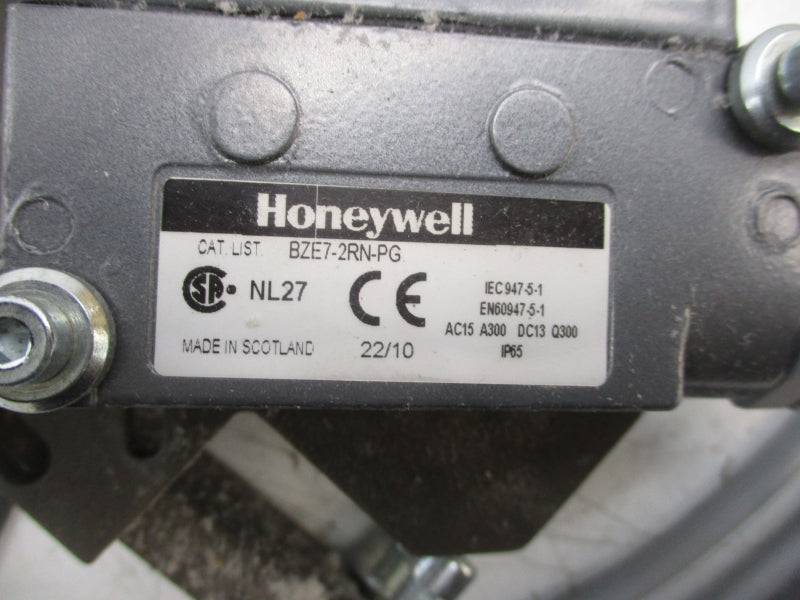 Honeywell
CAT. LIST. BZE7-2RN-PG
SA NL27 CE IEC 947-5-1
EN60947-5-1
AC15 A300 DC13 Q300
MADE IN SCOTLAND 22/10 IP65